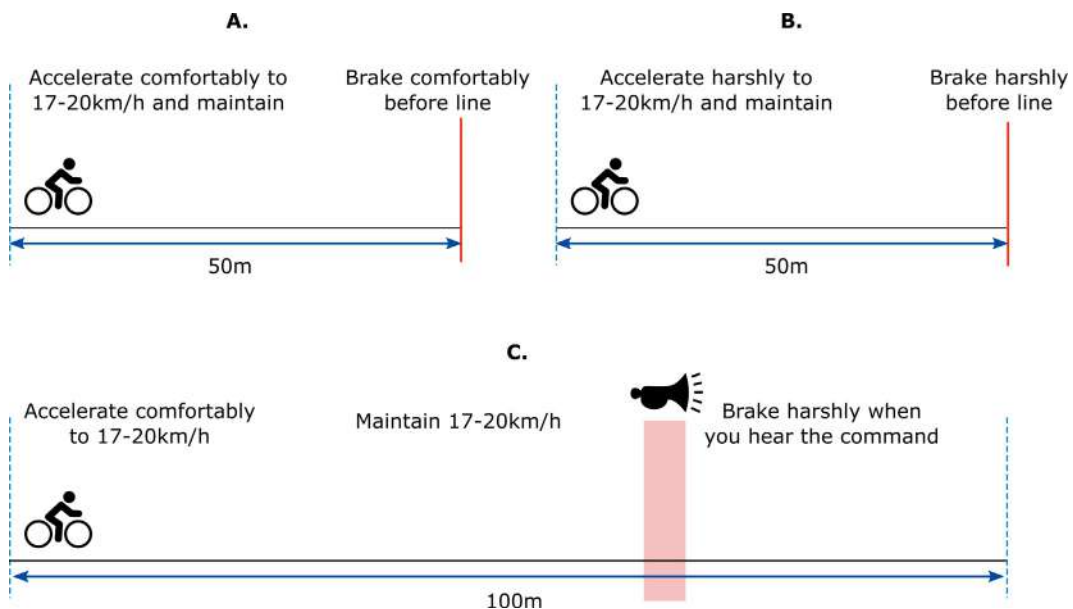 A.
Accelerate comfortably to
17-20km/h and maintain
Brake comfortably
before line
50m
B.
Accelerate harshly to
17-20km/h and maintain
Brake harshly
before line
50m
C.
Accelerate comfortably
to 17-20km/h
Maintain 17-20km/h
Brake harshly when
you hear the command
100m